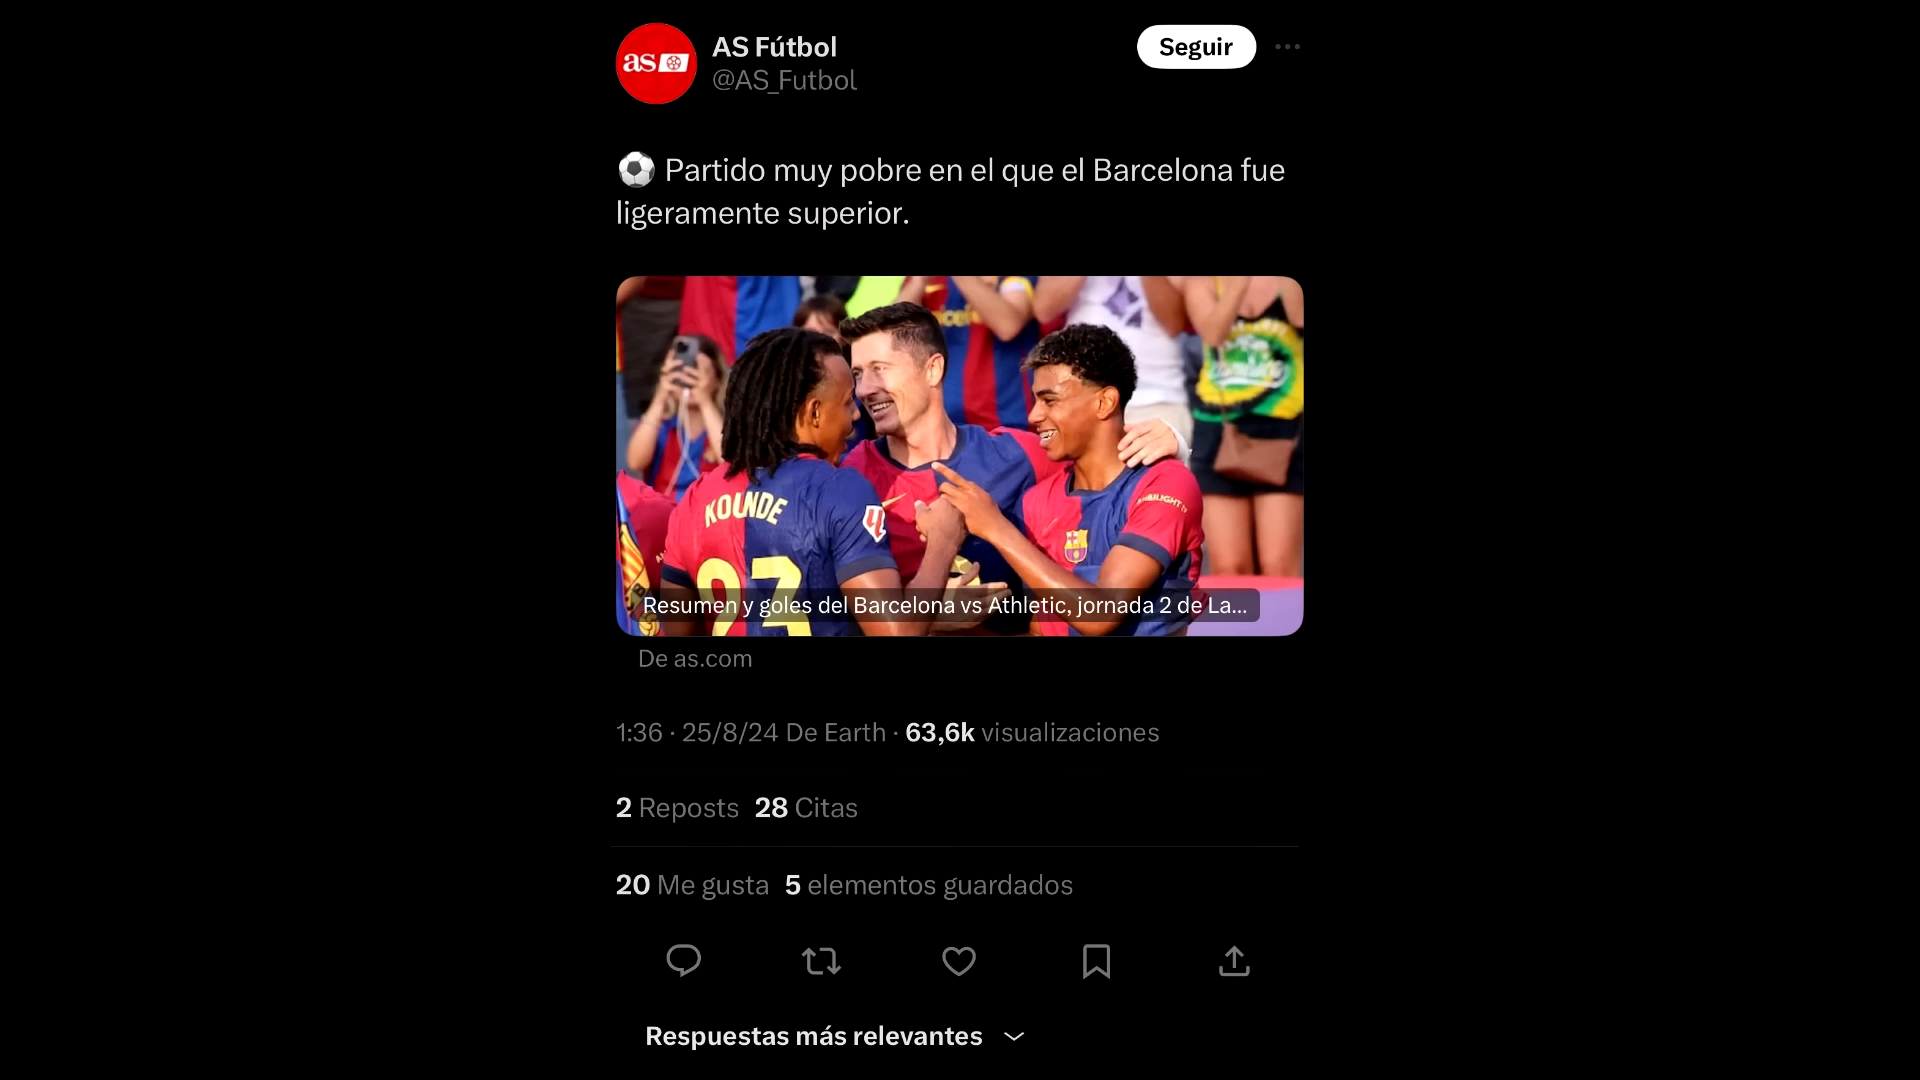 as
AS Fútbol
@AS_Futbol
Seguir
Partido muy pobre en el que el Barcelona fue
ligeramente superior.
KOUNDE
23
Resumen y goles del Barcelona vs Athletic, jornada 2 de La...
De as.com
1:36 · 25/8/24 De Earth · 63,6k visualizaciones
2 Reposts 28 Citas
20 Me gusta 5 elementos guardados
Respuestas más relevantes